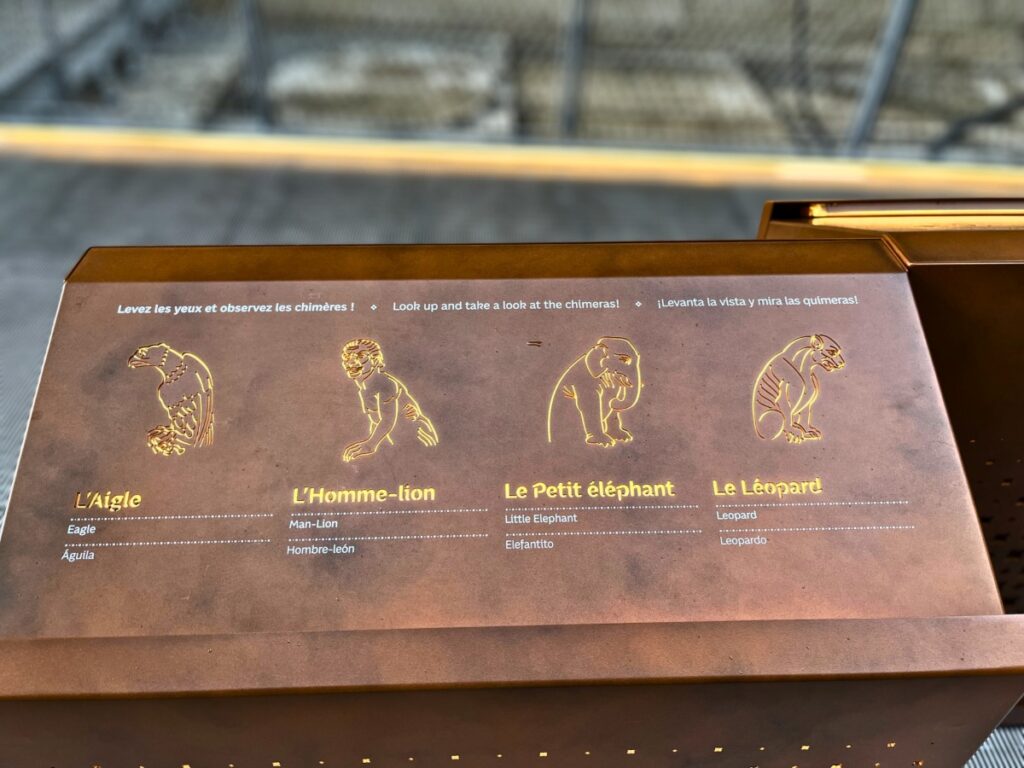 Levez les yeux et observez les chimères ! ⋄ Look up and take a look at the chimeras! ⋄ ¡Levanta la vista y mira las quimeras!
L'Aigle
Eagle
Águila
L'Homme-lion
Man-Lion
Hombre-león
Le Petit éléphant
Little Elephant
Elefantito
Le Léopard
Leopard
Leopardo